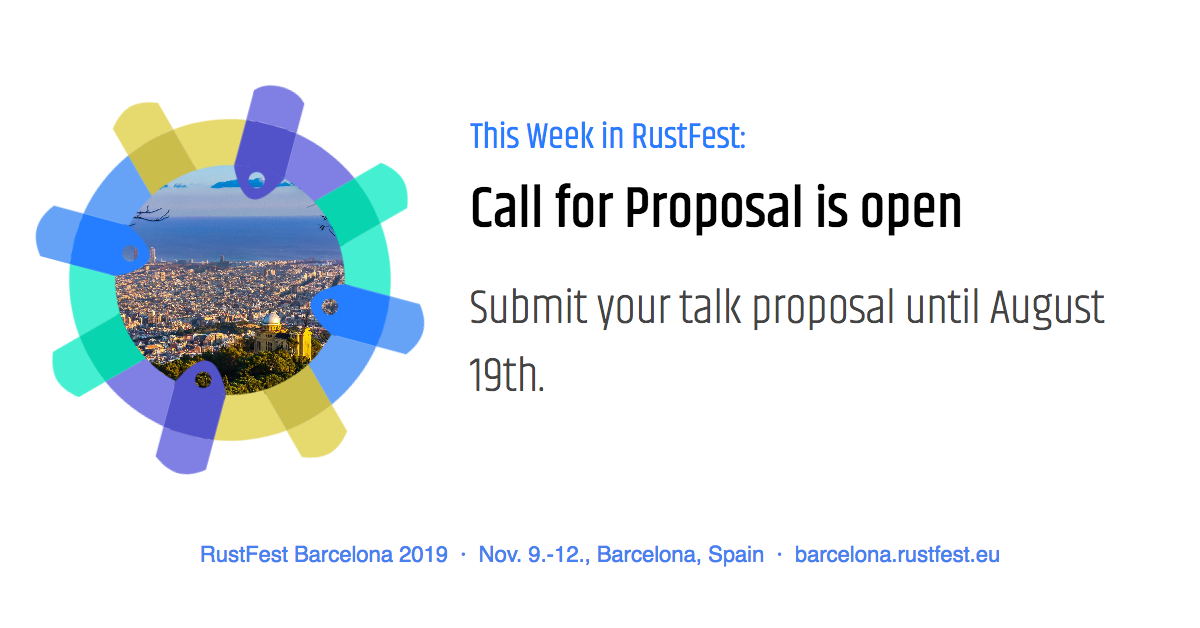 This Week in RustFest:
Call for Proposal is open
Submit your talk proposal until August
19th.
RustFest Barcelona 2019 · Nov. 9.-12., Barcelona, Spain · barcelona.rustfest.eu